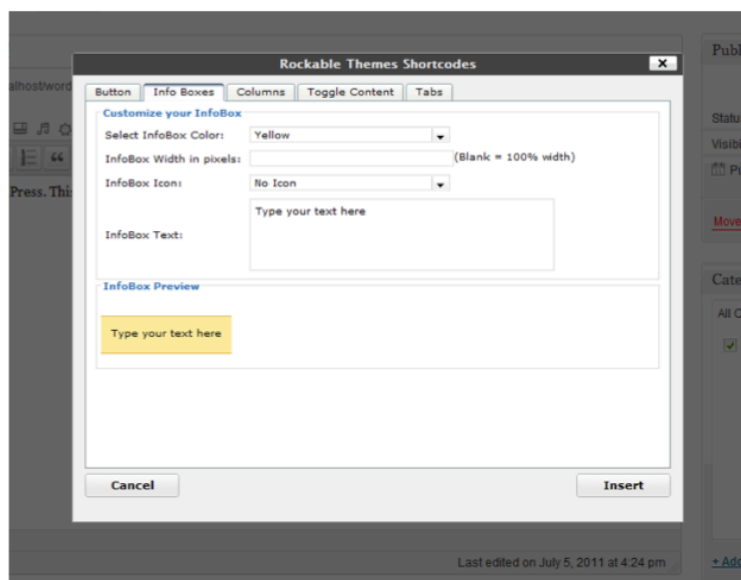 Rockable Themes Shortcodes
Button Info Boxes Columns Toggle Content Tabs
Customize your InfoBox
Select InfoBox Color: Yellow
InfoBox Width in pixels: (Blank = 100% width)
InfoBox Icon: No Icon
InfoBox Text: Type your text here
InfoBox Preview
Type your text here
Cancel Insert
alhost/word
Press. This
Publ
Statu
Visibi
Pu
Move
Cate
All C
+ Add
Last edited on July 5, 2011 at 4:24 pm